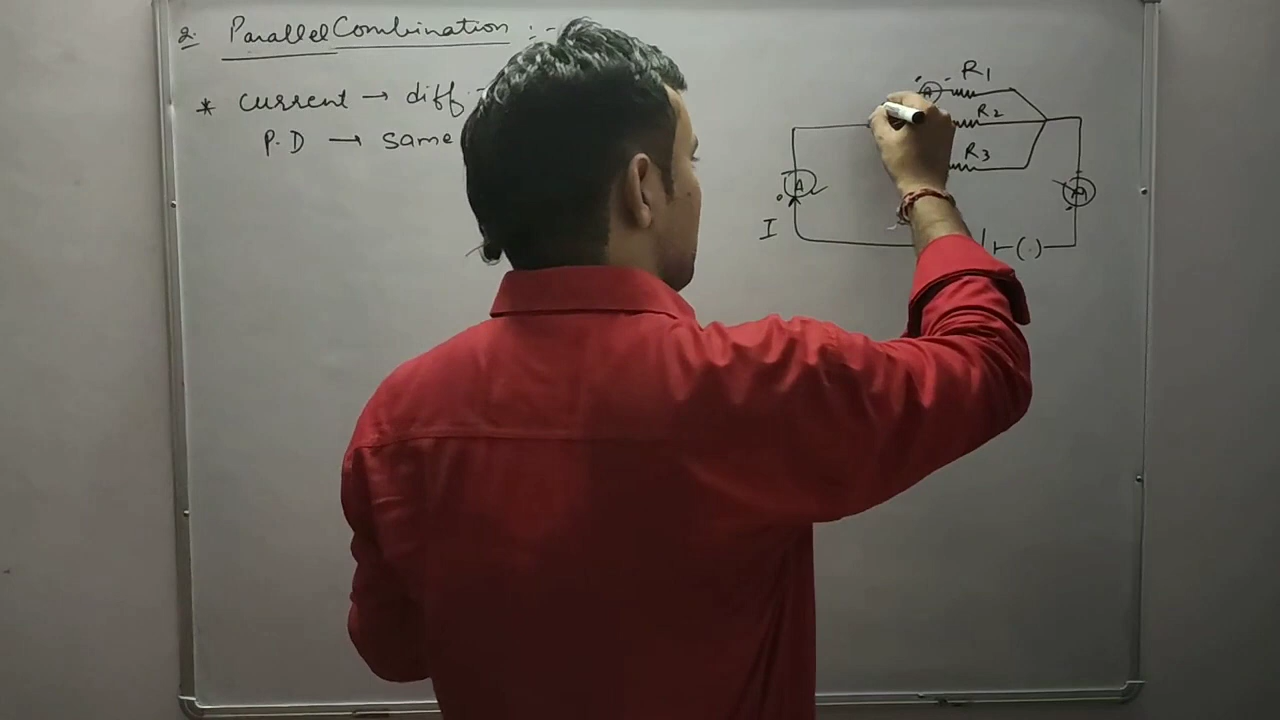 2. Parallel Combination :-
* current → diff.
P.D → same
R1
A
R2
R3
A
A
I